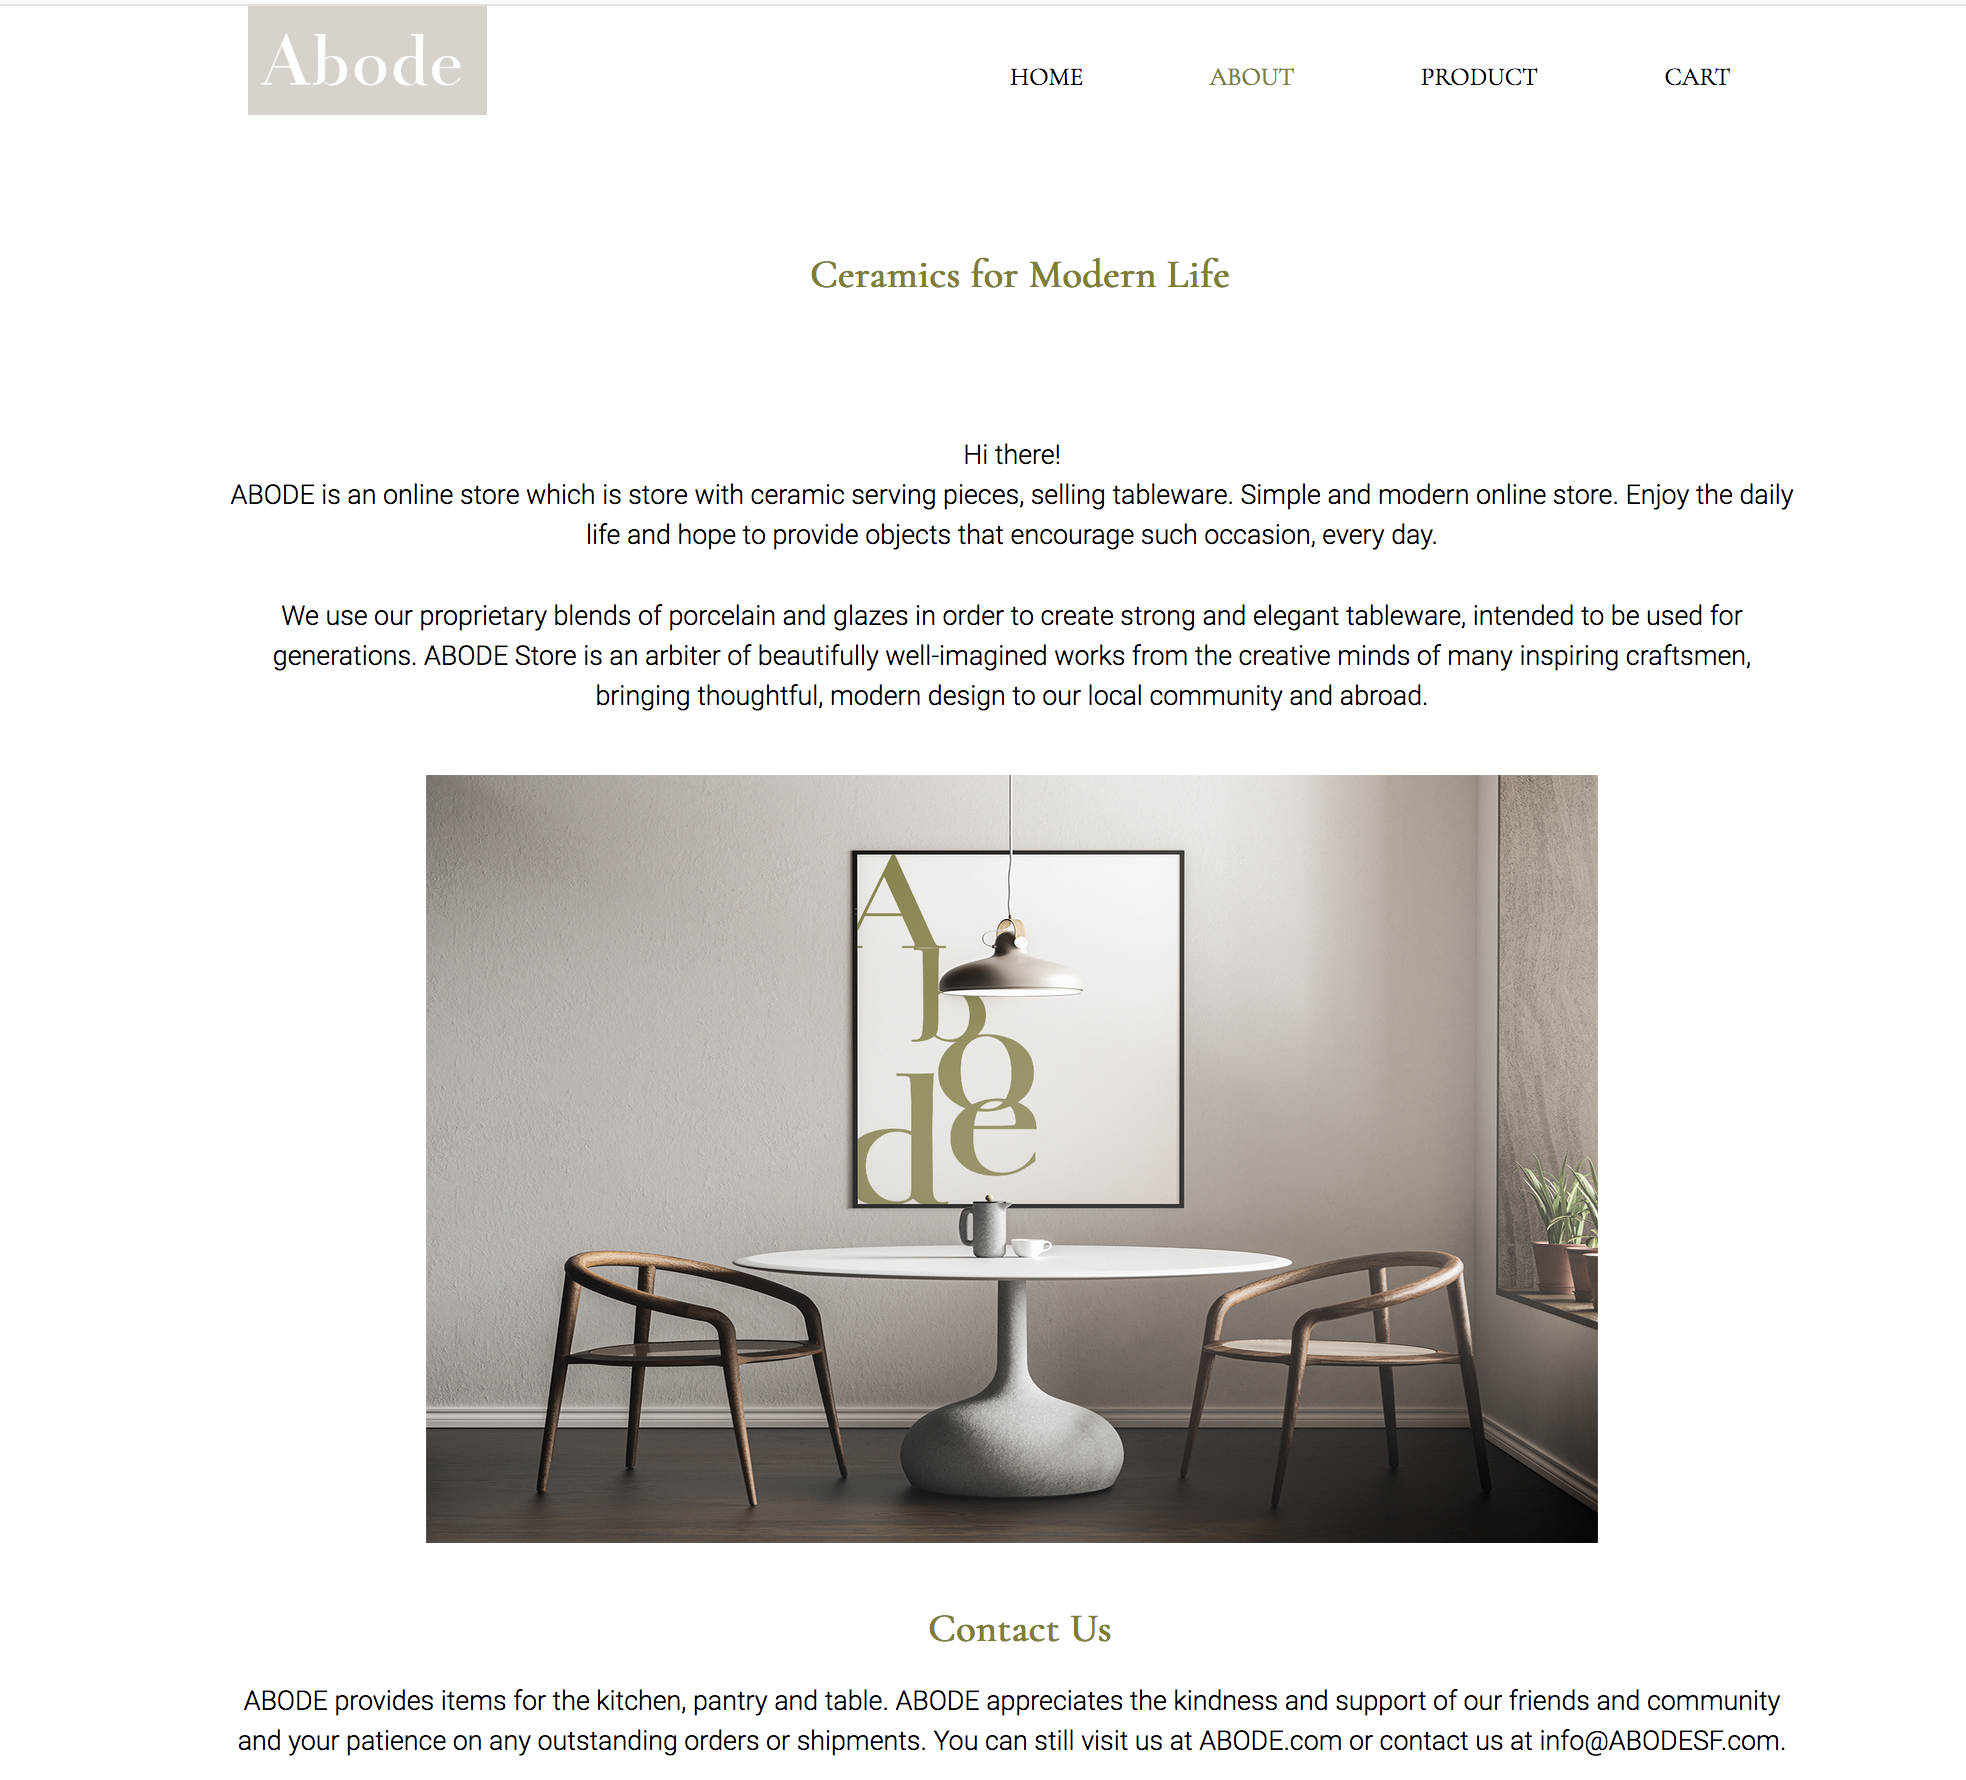 Abode
HOME ABOUT PRODUCT CART
Ceramics for Modern Life
Hi there!
ABODE is an online store which is store with ceramic serving pieces, selling tableware. Simple and modern online store. Enjoy the daily
life and hope to provide objects that encourage such occasion, every day.
We use our proprietary blends of porcelain and glazes in order to create strong and elegant tableware, intended to be used for
generations. ABODE Store is an arbiter of beautifully well-imagined works from the creative minds of many inspiring craftsmen,
bringing thoughtful, modern design to our local community and abroad.
A
b
o
d e
Contact Us
ABODE provides items for the kitchen, pantry and table. ABODE appreciates the kindness and support of our friends and community
and your patience on any outstanding orders or shipments. You can still visit us at ABODE.com or contact us at info@ABODESF.com.